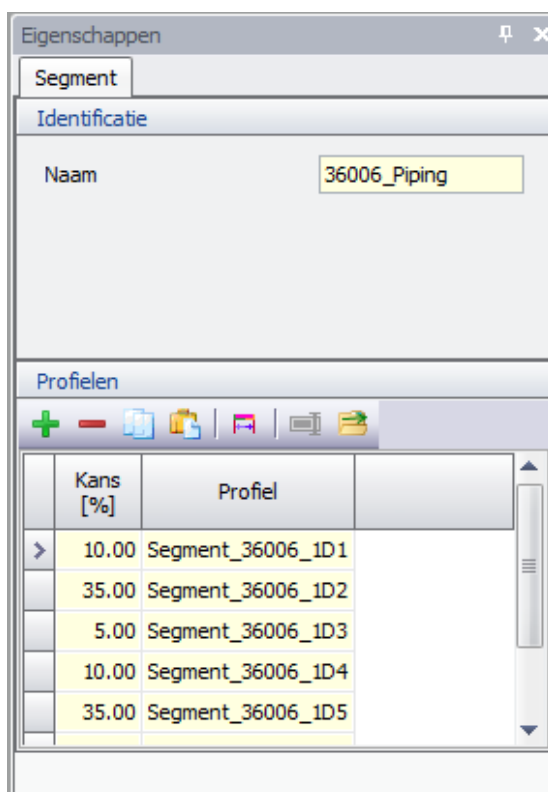 Eigenschappen
Segment
Identificatie
Naam 36006_Piping
Profielen
Kans [%] Profiel
10.00 Segment_36006_1D1
35.00 Segment_36006_1D2
5.00 Segment_36006_1D3
10.00 Segment_36006_1D4
35.00 Segment_36006_1D5